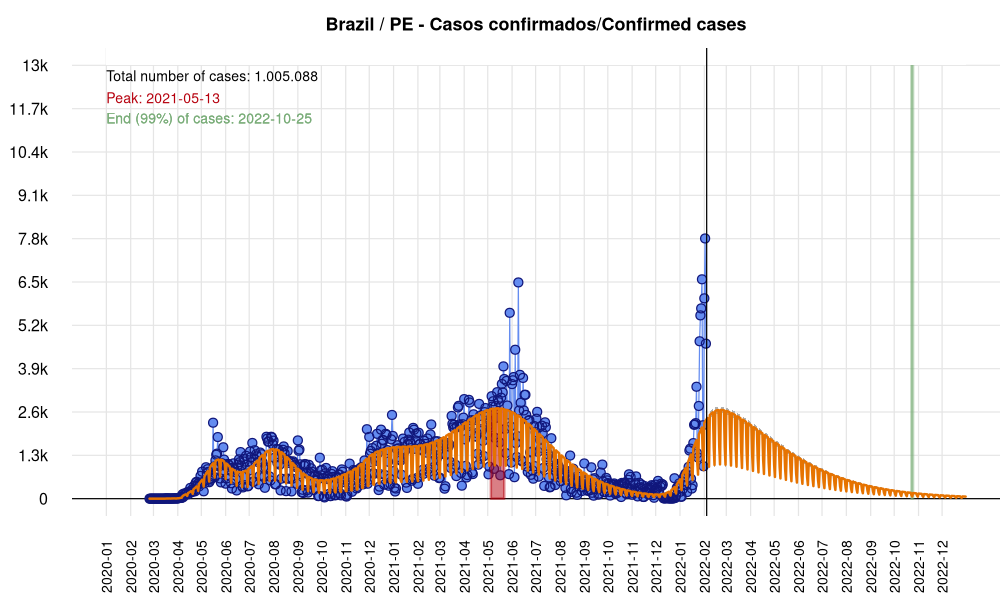 Brazil / PE - Casos confirmados/Confirmed cases
Total number of cases: 1.005.088
Peak: 2021-05-13
End (99%) of cases: 2022-10-25
13k
11.7k
10.4k
9.1k
7.8k
6.5k
5.2k
3.9k
2.6k
1.3k
0
2020-01
2020-02
2020-03
2020-04
2020-05
2020-06
2020-07
2020-08
2020-09
2020-10
2020-11
2020-12
2021-01
2021-02
2021-03
2021-04
2021-05
2021-06
2021-07
2021-08
2021-09
2021-10
2021-11
2021-12
2022-01
2022-02
2022-03
2022-04
2022-05
2022-06
2022-07
2022-08
2022-09
2022-10
2022-11
2022-12